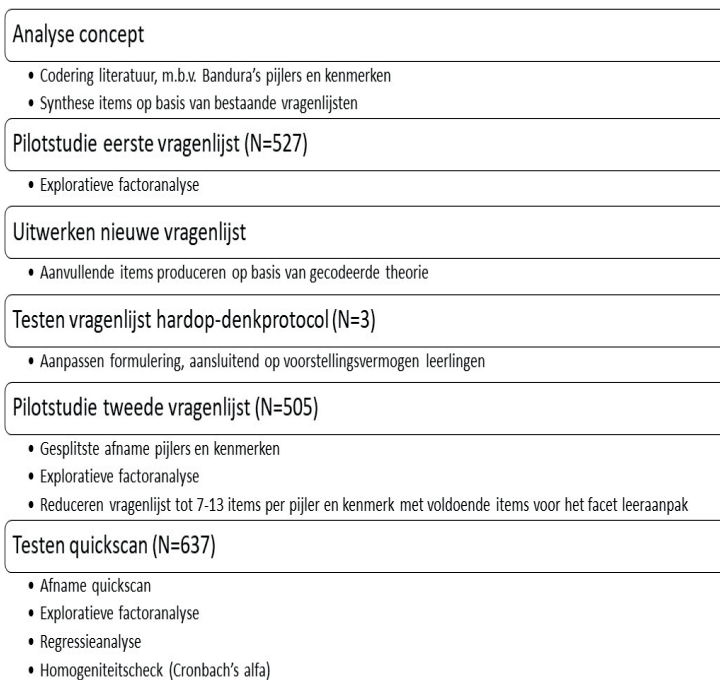 Analyse concept
• Codering literatuur, m.b.v. Bandura's pijlers en kenmerken
• Synthese items op basis van bestaande vragenlijsten
Pilotstudie eerste vragenlijst (N=527)
• Exploratieve factoranalyse
Uitwerken nieuwe vragenlijst
• Aanvullende items produceren op basis van gecodeerde theorie
Testen vragenlijst hardop-denkprotocol (N=3)
• Aanpassen formulering, aansluitend op voorstellingsvermogen leerlingen
Pilotstudie tweede vragenlijst (N=505)
• Gesplitste afname pijlers en kenmerken
• Exploratieve factoranalyse
• Reduceren vragenlijst tot 7-13 items per pijler en kenmerk met voldoende items voor het facet leeraanpak
Testen quickscan (N=637)
• Afname quickscan
• Exploratieve factoranalyse
• Regressieanalyse
• Homogeniteitscheck (Cronbach's alfa)